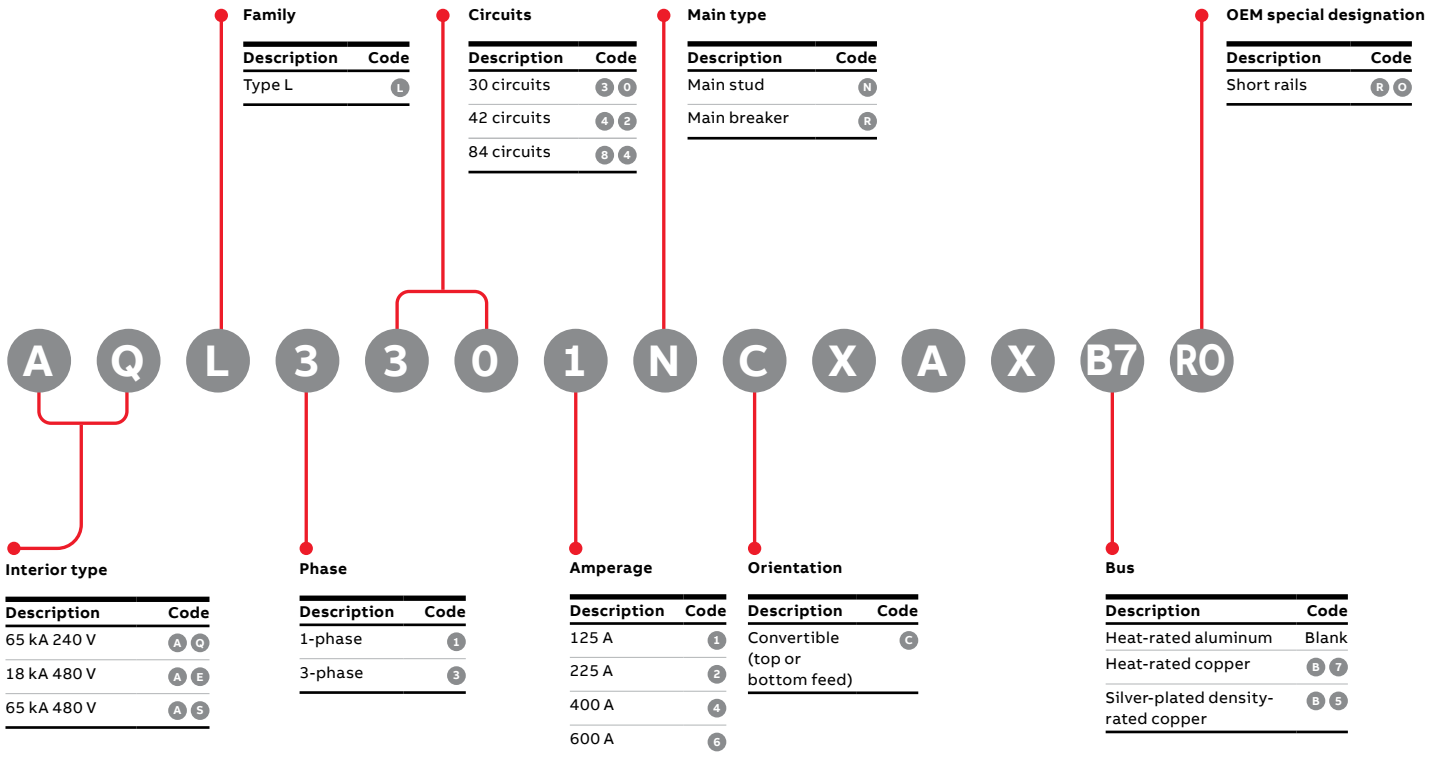 Family
Description Code
Type L L
Circuits
Description Code
30 circuits 3 0
42 circuits 4 2
84 circuits 8 4
Main type
Description Code
Main stud N
Main breaker R
OEM special designation
Description Code
Short rails R O
A Q L 3 3 0 1 N C X A X B7 RO
Interior type
Description Code
65 kA 240 V A Q
18 kA 480 V A E
65 kA 480 V A S
Phase
Description Code
1-phase 1
3-phase 3
Amperage
Description Code
125 A 1
225 A 2
400 A 4
600 A 6
Orientation
Description Code
Convertible C
(top or
bottom feed)
Bus
Description Code
Heat-rated aluminum Blank
Heat-rated copper B 7
Silver-plated density- B 5
rated copper